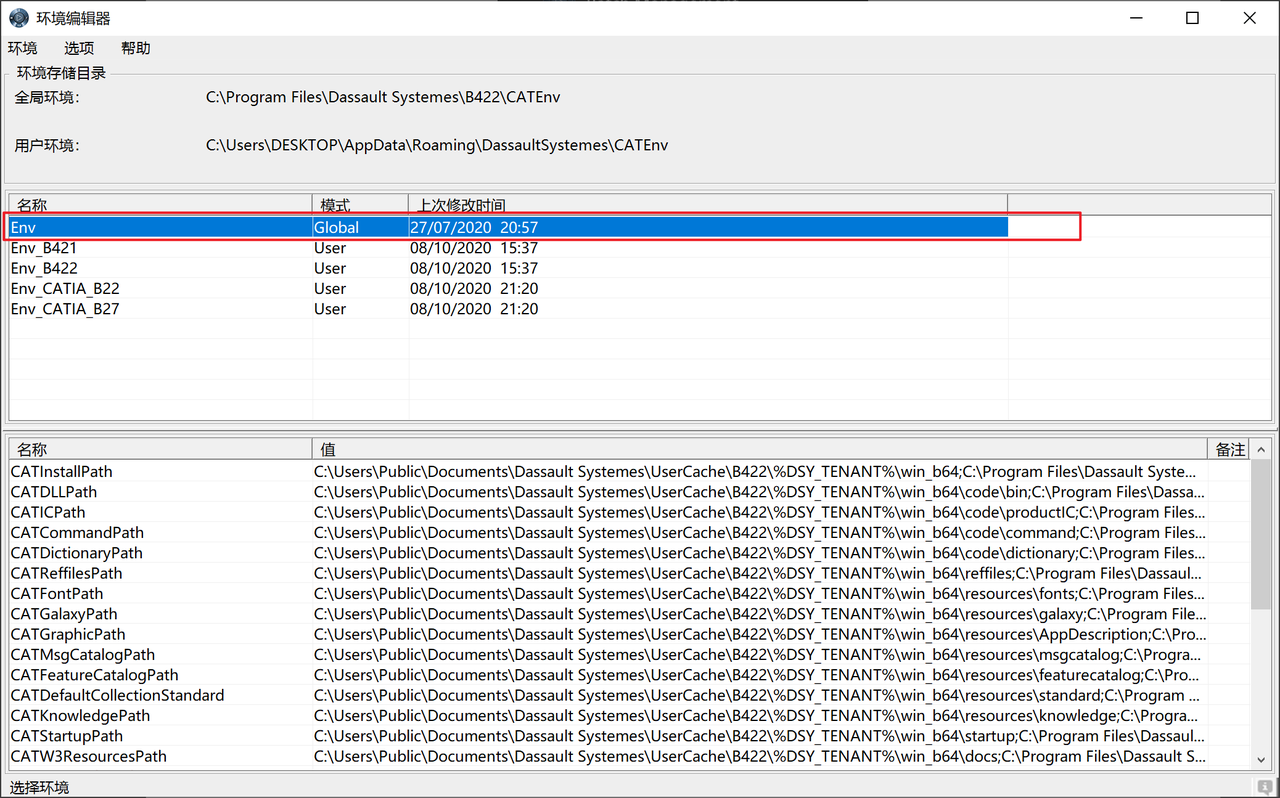 环境编辑器
环境 选项 帮助
环境存储目录
全局环境: C:\Program Files\Dassault Systemes\B422\CATEnv
用户环境: C:\Users\DESKTOP\AppData\Roaming\DassaultSystemes\CATEnv
名称 模式 上次修改时间
Env Global 27/07/2020 20:57
Env_B421 User 08/10/2020 15:37
Env_B422 User 08/10/2020 15:37
Env_CATIA_B22 User 08/10/2020 21:20
Env_CATIA_B27 User 08/10/2020 21:20
名称 值 备注
CATInstallPath C:\Users\Public\Documents\Dassault Systemes\UserCache\B422\%DSY_TENANT%\win_b64;C:\Program Files\Dassault Syste...
CATDLLPath C:\Users\Public\Documents\Dassault Systemes\UserCache\B422\%DSY_TENANT%\win_b64\code\bin;C:\Program Files\Dassa...
CATICPath C:\Users\Public\Documents\Dassault Systemes\UserCache\B422\%DSY_TENANT%\win_b64\code\productIC;C:\Program Files...
CATCommandPath C:\Users\Public\Documents\Dassault Systemes\UserCache\B422\%DSY_TENANT%\win_b64\code\command;C:\Program Files...
CATDictionaryPath C:\Users\Public\Documents\Dassault Systemes\UserCache\B422\%DSY_TENANT%\win_b64\code\dictionary;C:\Program Files...
CATReffilesPath C:\Users\Public\Documents\Dassault Systemes\UserCache\B422\%DSY_TENANT%\win_b64\reffiles;C:\Program Files\Dassaul...
CATFontPath C:\Users\Public\Documents\Dassault Systemes\UserCache\B422\%DSY_TENANT%\win_b64\resources\fonts;C:\Program Files...
CATGalaxyPath C:\Users\Public\Documents\Dassault Systemes\UserCache\B422\%DSY_TENANT%\win_b64\resources\galaxy;C:\Program File...
CATGraphicPath C:\Users\Public\Documents\Dassault Systemes\UserCache\B422\%DSY_TENANT%\win_b64\resources\AppDescription;C:\Pro...
CATMsgCatalogPath C:\Users\Public\Documents\Dassault Systemes\UserCache\B422\%DSY_TENANT%\win_b64\resources\msgcatalog;C:\Progra...
CATFeatureCatalogPath C:\Users\Public\Documents\Dassault Systemes\UserCache\B422\%DSY_TENANT%\win_b64\resources\featurecatalog;C:\Pro...
CATDefaultCollectionStandard C:\Users\Public\Documents\Dassault Systemes\UserCache\B422\%DSY_TENANT%\win_b64\resources\standard;C:\Program ...
CATKnowledgePath C:\Users\Public\Documents\Dassault Systemes\UserCache\B422\%DSY_TENANT%\win_b64\resources\knowledge;C:\Progra...
CATStartupPath C:\Users\Public\Documents\Dassault Systemes\UserCache\B422\%DSY_TENANT%\win_b64\startup;C:\Program Files\Dassaul...
CATW3ResourcesPath C:\Users\Public\Documents\Dassault Systemes\UserCache\B422\%DSY_TENANT%\win_b64\docs;C:\Program Files\Dassault S...
选择环境